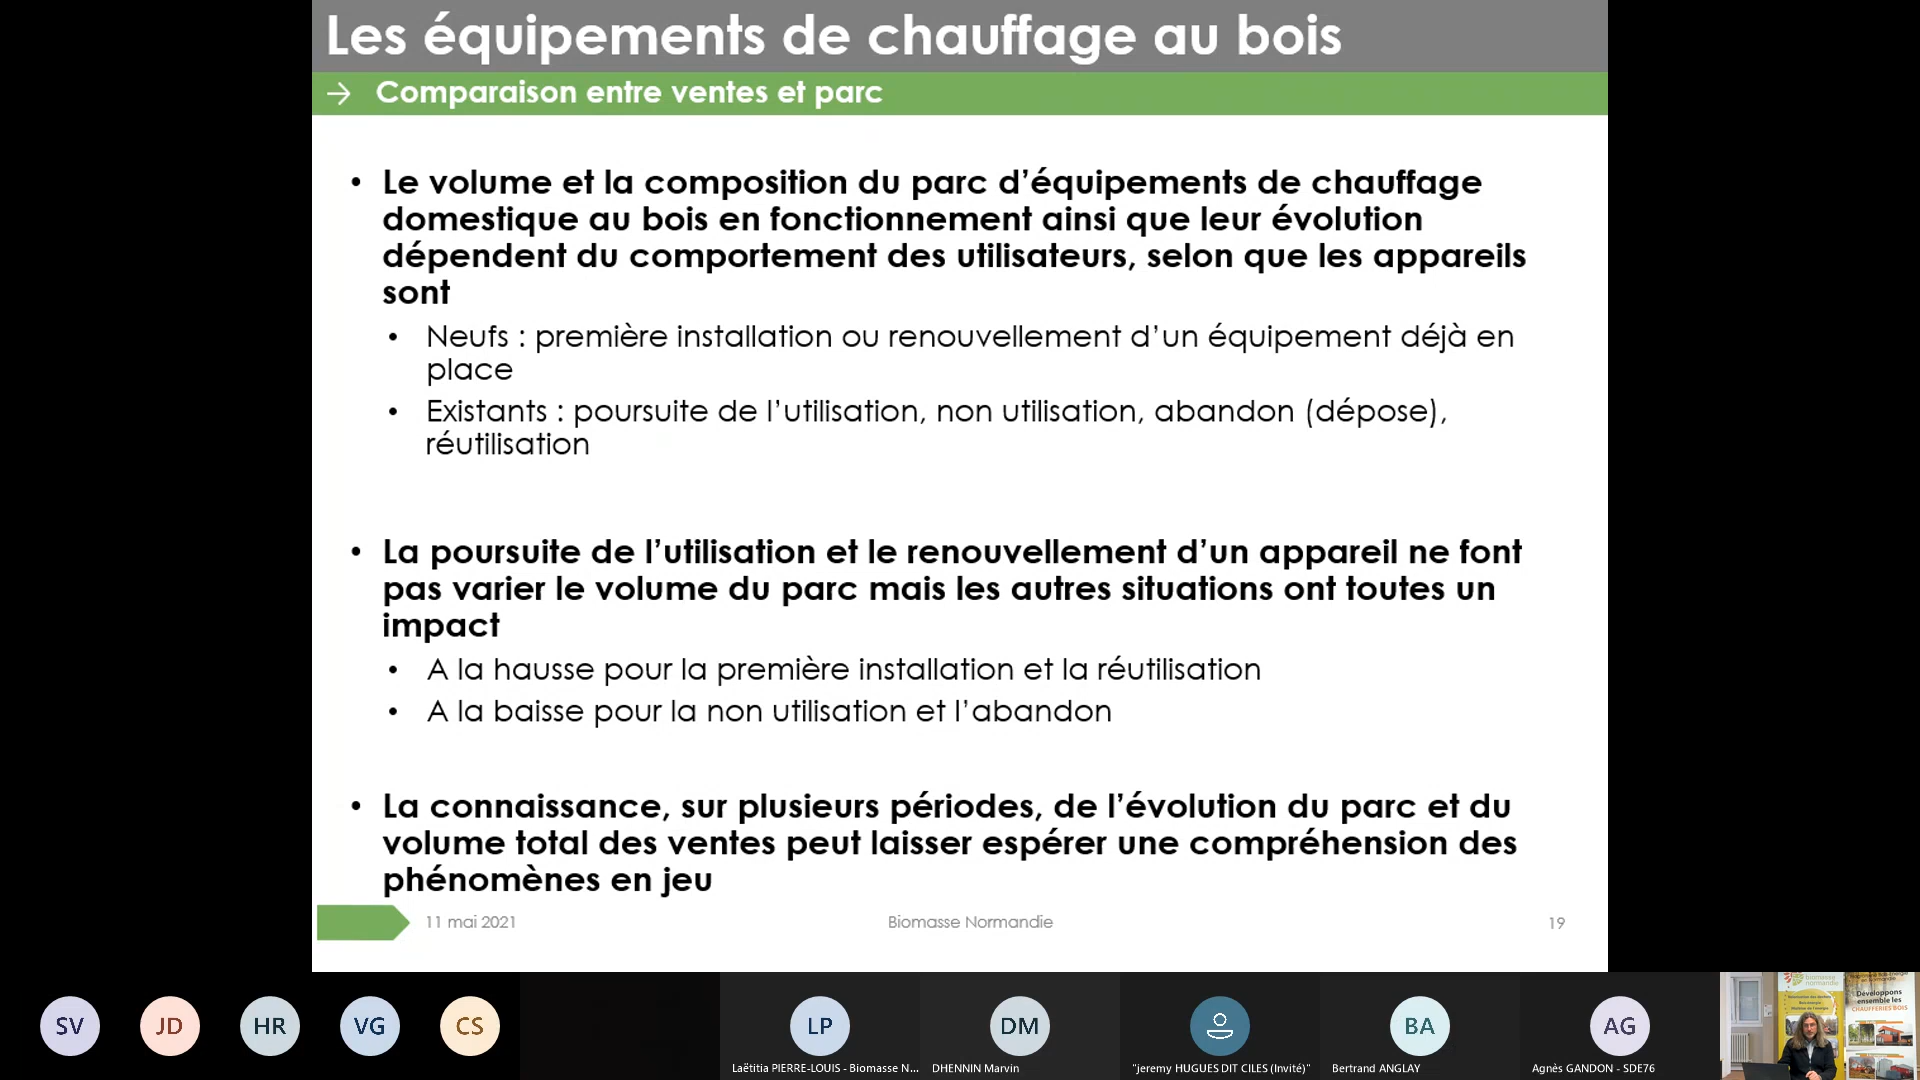 Les équipements de chauffage au bois
→ Comparaison entre ventes et parc
• Le volume et la composition du parc d’équipements de chauffage
domestique au bois en fonctionnement ainsi que leur évolution
dépendent du comportement des utilisateurs, selon que les appareils
sont
• Neufs : première installation ou renouvellement d’un équipement déjà en
place
• Existants : poursuite de l’utilisation, non utilisation, abandon (dépose),
réutilisation
• La poursuite de l’utilisation et le renouvellement d’un appareil ne font
pas varier le volume du parc mais les autres situations ont toutes un
impact
• A la hausse pour la première installation et la réutilisation
• A la baisse pour la non utilisation et l’abandon
• La connaissance, sur plusieurs périodes, de l’évolution du parc et du
volume total des ventes peut laisser espérer une compréhension des
phénomènes en jeu
11 mai 2021
Biomasse Normandie
19
SV
JD
HR
VG
CS
LP
DM
BA
AG
Laëtitia PIERRE-LOUIS - Biomasse N...
DHENNIN Marvin
"jeremy HUGUES DIT CILES (Invité)"
Bertrand ANGLAY
Agnès GANDON - SDE76
biomasse
normandie
Développons
ensemble les
CHAUFFERIES BOIS